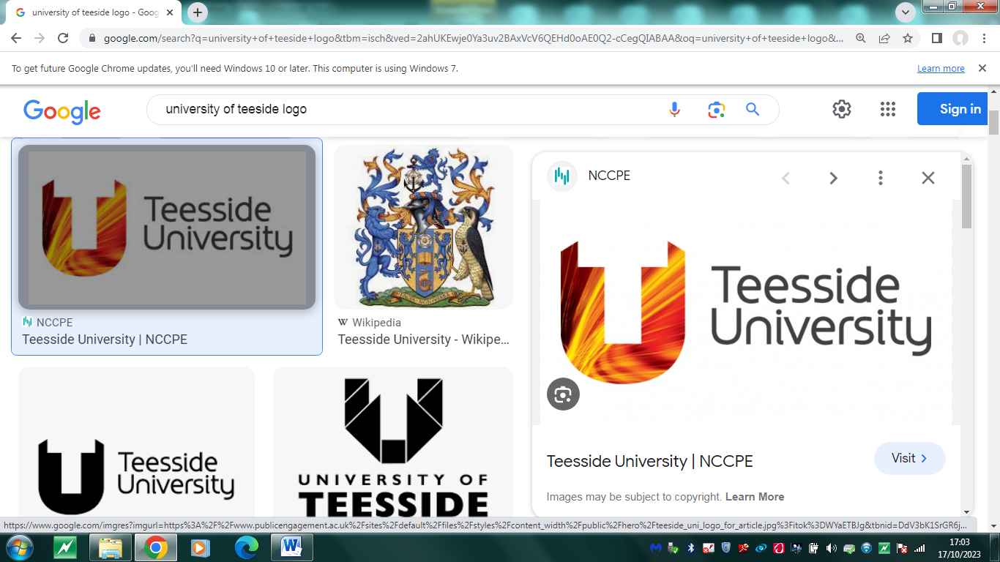 university of teeside logo - Goog
google.com/search?q=university+of+teeside+logo&tbm=isch&ved=2ahUKEwje0Ya3uv2BAxVcV6QEHd0oAE0Q2-cCegQIABAA&oq=university+of+teeside+logo&...
To get future Google Chrome updates, you'll need Windows 10 or later. This computer is using Windows 7.
Learn more
Google
university of teeside logo
Sign in
Teesside
University
NCCPE
Teesside University | NCCPE
W Wikipedia
Teesside University - Wikipe...
Teesside
University
UNIVERSITY OF
TEESSIDE
NCCPE
Teesside
University
Teesside University | NCCPE
Visit
Images may be subject to copyright. Learn More
https://www.google.com/imgres?imgurl=https%3A%2F%2Fwww.publicengagement.ac.uk%2Fsites%2Fdefault%2Ffiles%2Fstyles%2Fcontent_width%2Fpublic%2Fhero%2Fteeside_uni_logo_for_article.jpg%3Fitok%3DWYaETBJg&tbnid=DdV3bK1SrGR6j...
17:03
17/10/2023